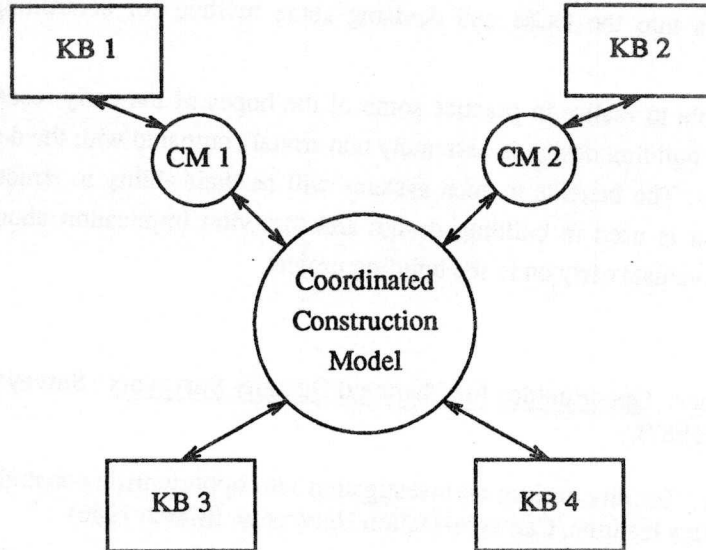 KB 1
KB 2
CM 1
CM 2
Coordinated
Construction
Model
KB 3
KB 4